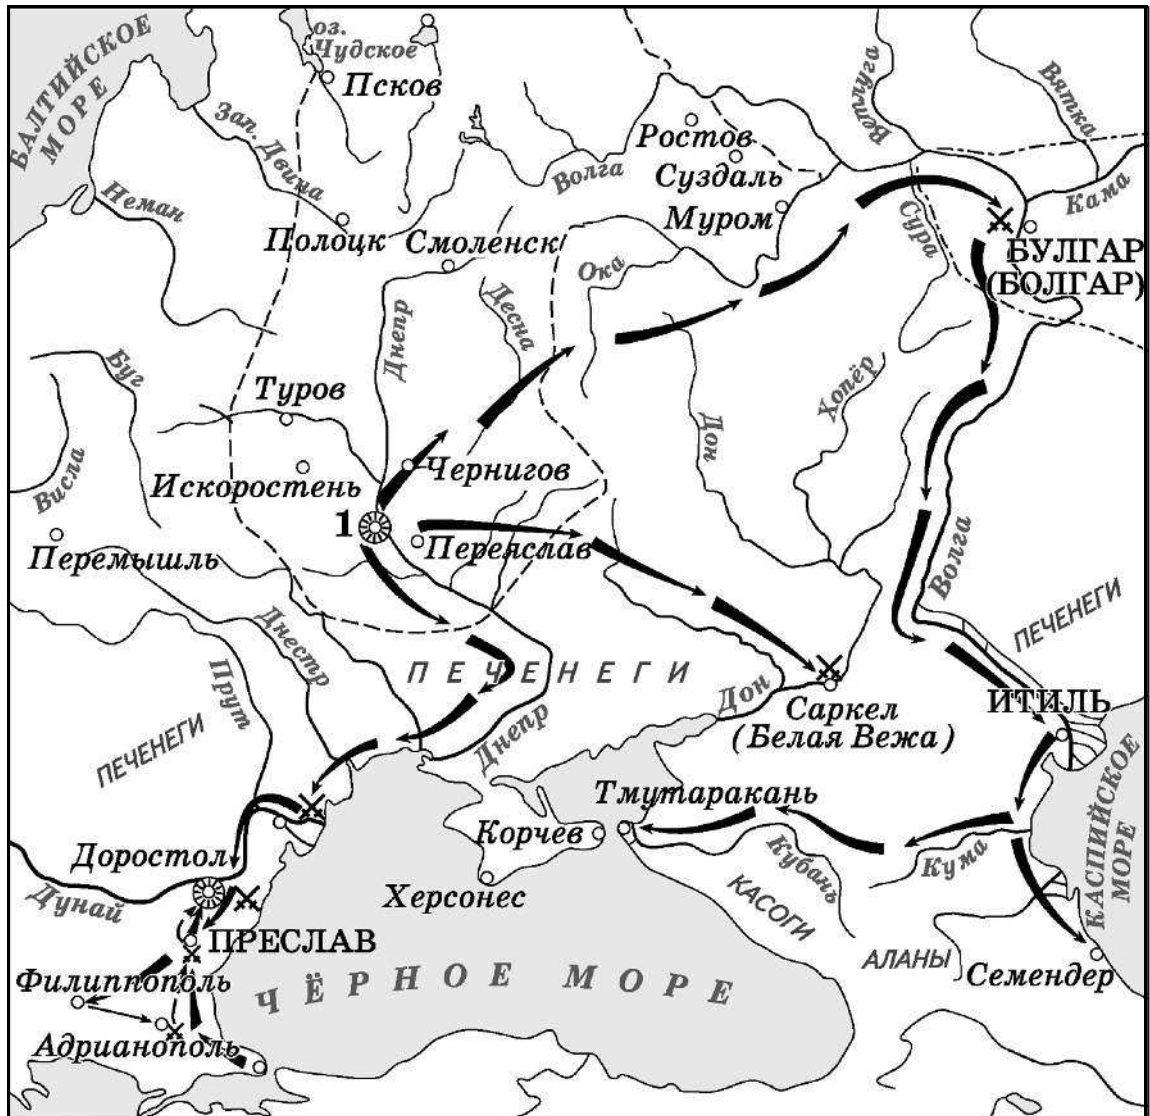 БАЛТИЙСКОЕ
МОРЕ
оз.
Чудское
Псков
Зап. Двина
Неман
Полоцк
Смоленск
Волга
Ростов
Суздаль
Муром
Ветлуга
Вятка
Кама
Сура
БУЛГАР
(БОЛГАР)
Ока
Десна
Днепр
Буг
Туров
Хопёр
Дон
Висла
Искоростень
Чернигов
1
Переяслав
Перемышль
Волга
ПЕЧЕНЕГИ
Днестр
Прут
ПЕЧЕНЕГИ
ПЕЧЕНЕГИ
Днепр
Дон
Саркел
(Белая Вежа)
ИТИЛЬ
КАСПИЙСКОЕ
МОРЕ
Тмутаракань
Корчев
Херсонес
Кубань
Кума
КАСОГИ
АЛАНЫ
Семендер
Доростол
Дунай
ПРЕСЛАВ
Филиппополь
Адрианополь
ЧЁРНОЕ МОРЕ